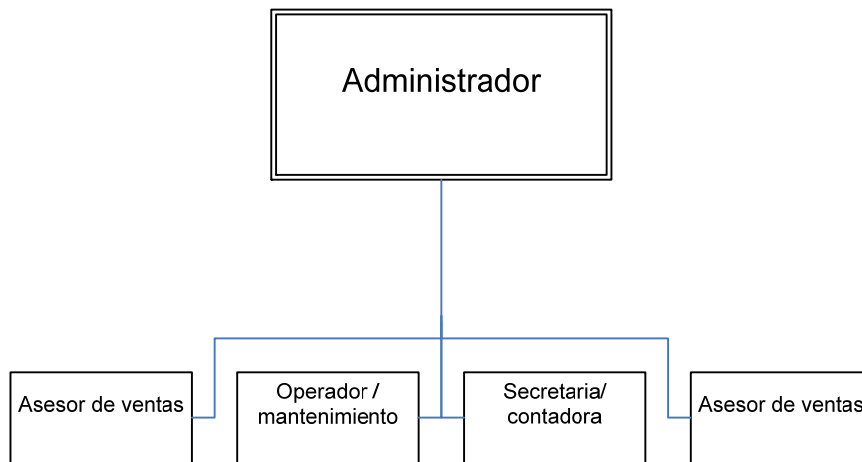 Administrador
Asesor de ventas
Operador /
mantenimiento
Secretaria/
contadora
Asesor de ventas